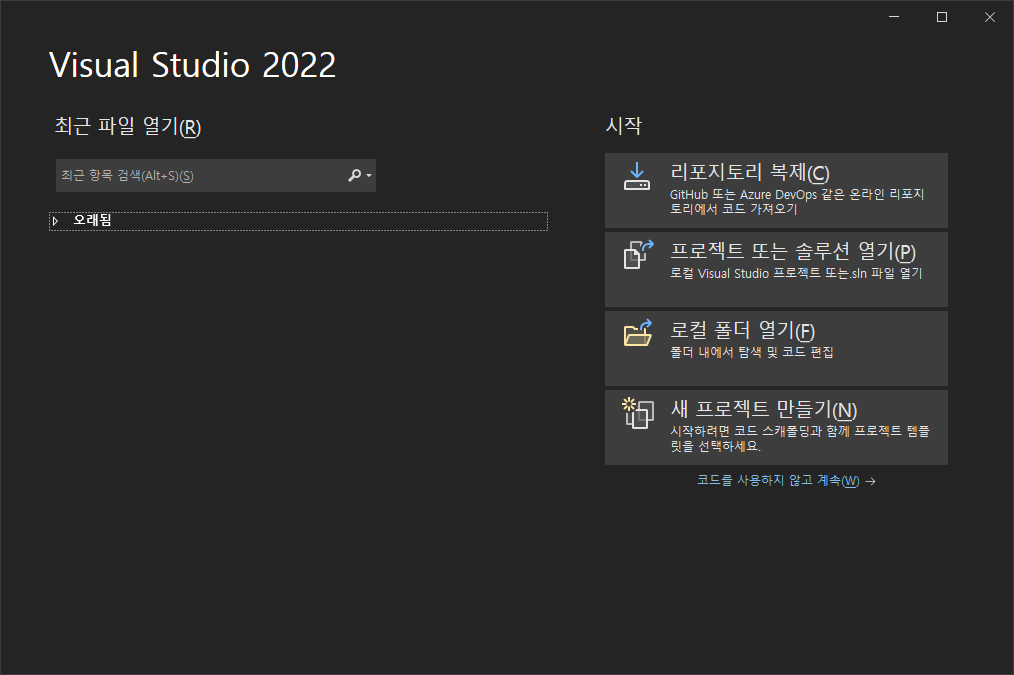 Visual Studio 2022
최근 파일 열기(R)
최근 항목 검색(Alt+S)(S)
오래됨
시작
리포지토리 복제(C)
GitHub 또는 Azure DevOps 같은 온라인 리포지
토리에서 코드 가져오기
프로젝트 또는 솔루션 열기(P)
로컬 Visual Studio 프로젝트 또는.sln 파일 열기
로컬 폴더 열기(F)
폴더 내에서 탐색 및 코드 편집
새 프로젝트 만들기(N)
시작하려면 코드 스캐폴딩과 함께 프로젝트 템플
릿을 선택하세요.
코드를 사용하지 않고 계속(W) →